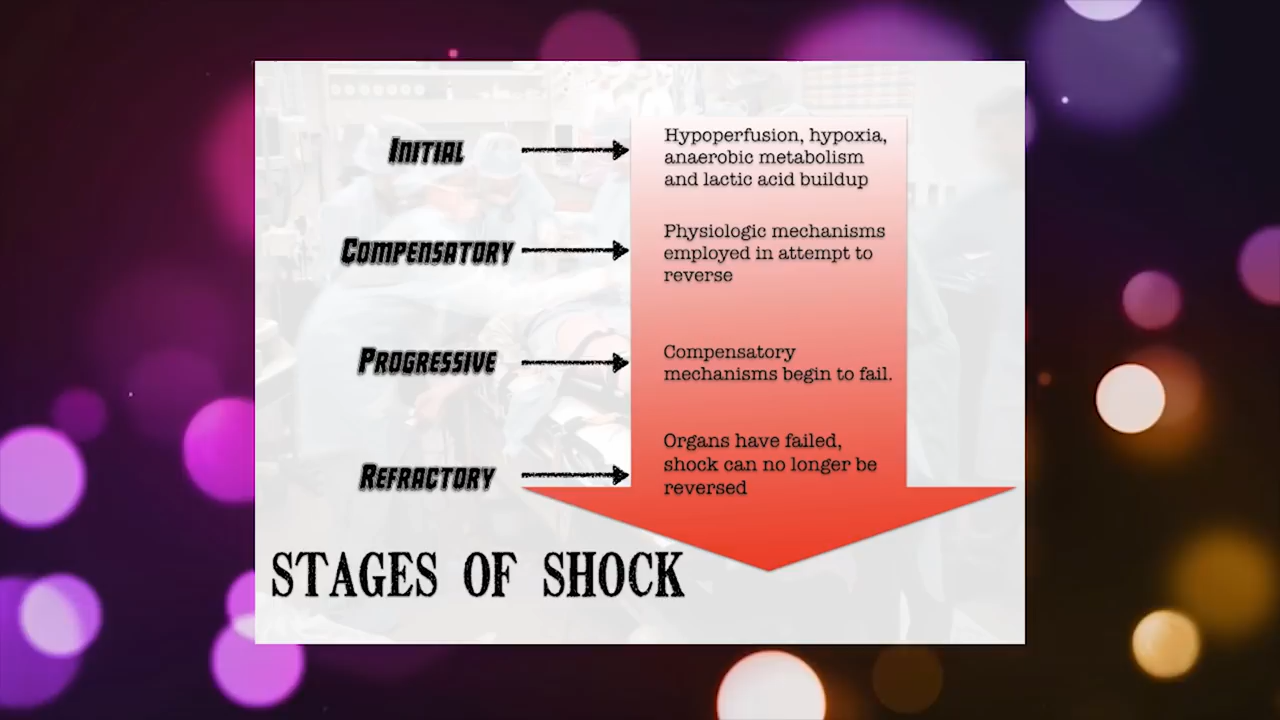 INITIAL
Hypoperfusion, hypoxia,
anaerobic metabolism
and lactic acid buildup
COMPENSATORY
Physiologic mechanisms
employed in attempt to
reverse
PROGRESSIVE
Compensatory
mechanisms begin to fail.
REFRACTORY
Organs have failed,
shock can no longer be
reversed
STAGES OF SHOCK